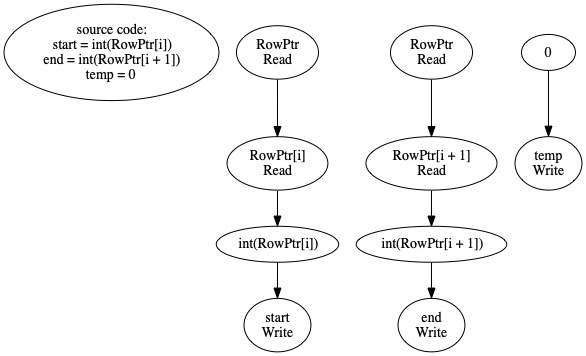 source code:
start = int(RowPtr[i])
end = int(RowPtr[i + 1])
temp = 0
RowPtr
Read
RowPtr
Read
0
RowPtr[i]
Read
RowPtr[i + 1]
Read
temp
Write
int(RowPtr[i])
int(RowPtr[i + 1])
start
Write
end
Write